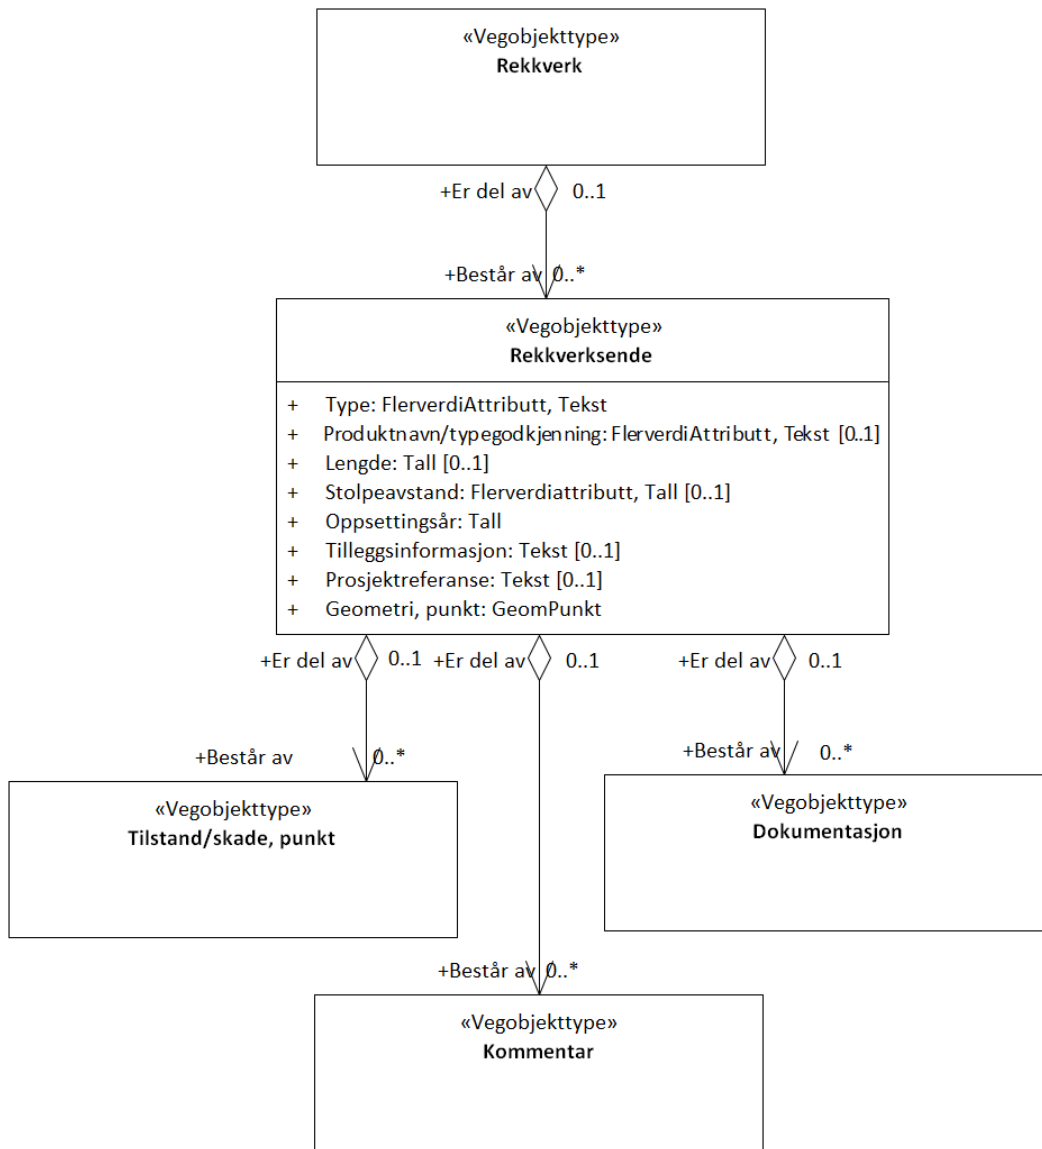 «Vegobjekttype»
Rekkverk
+Er del av 0..1
+Består av 0..*
«Vegobjekttype»
Rekkverksende
+ Type: FlerverdiAttributt, Tekst
+ Produktnavn/typegodkjenning: FlerverdiAttributt, Tekst [0..1]
+ Lengde: Tall [0..1]
+ Stolpeavstand: Flerverdiattributt, Tall [0..1]
+ Oppsettingsår: Tall
+ Tilleggsinformasjon: Tekst [0..1]
+ Prosjektreferanse: Tekst [0..1]
+ Geometri, punkt: GeomPunkt
+Er del av 0..1 +Er del av 0..1 +Er del av 0..1
+Består av 0..* +Består av 0..*
«Vegobjekttype»
Tilstand/skade, punkt
«Vegobjekttype»
Dokumentasjon
+Består av 0..*
«Vegobjekttype»
Kommentar